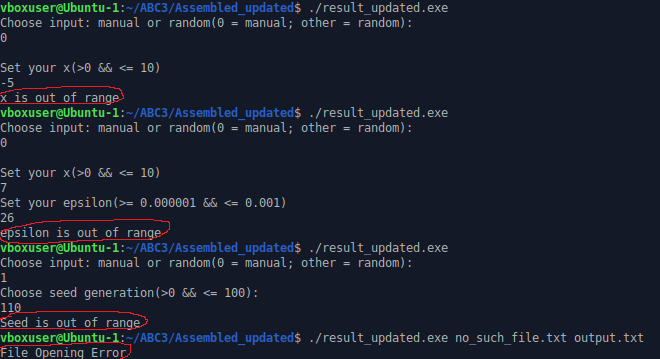 vboxuser@Ubuntu-1:~/ABC3/Assembled_updated$ ./result_updated.exe
Choose input: manual or random(0 = manual; other = random):
0
Set your x(>0 && <= 10)
-5
x is out of range
vboxuser@Ubuntu-1:~/ABC3/Assembled_updated$ ./result_updated.exe
Choose input: manual or random(0 = manual; other = random):
0
Set your x(>0 && <= 10)
7
Set your epsilon(>= 0.000001 && <= 0.001)
26
epsilon is out of range
vboxuser@Ubuntu-1:~/ABC3/Assembled_updated$ ./result_updated.exe
Choose input: manual or random(0 = manual; other = random):
1
Choose seed generation(>0 && <= 100):
110
Seed is out of range
vboxuser@Ubuntu-1:~/ABC3/Assembled_updated$ ./result_updated.exe no_such_file.txt output.txt
File Opening Error